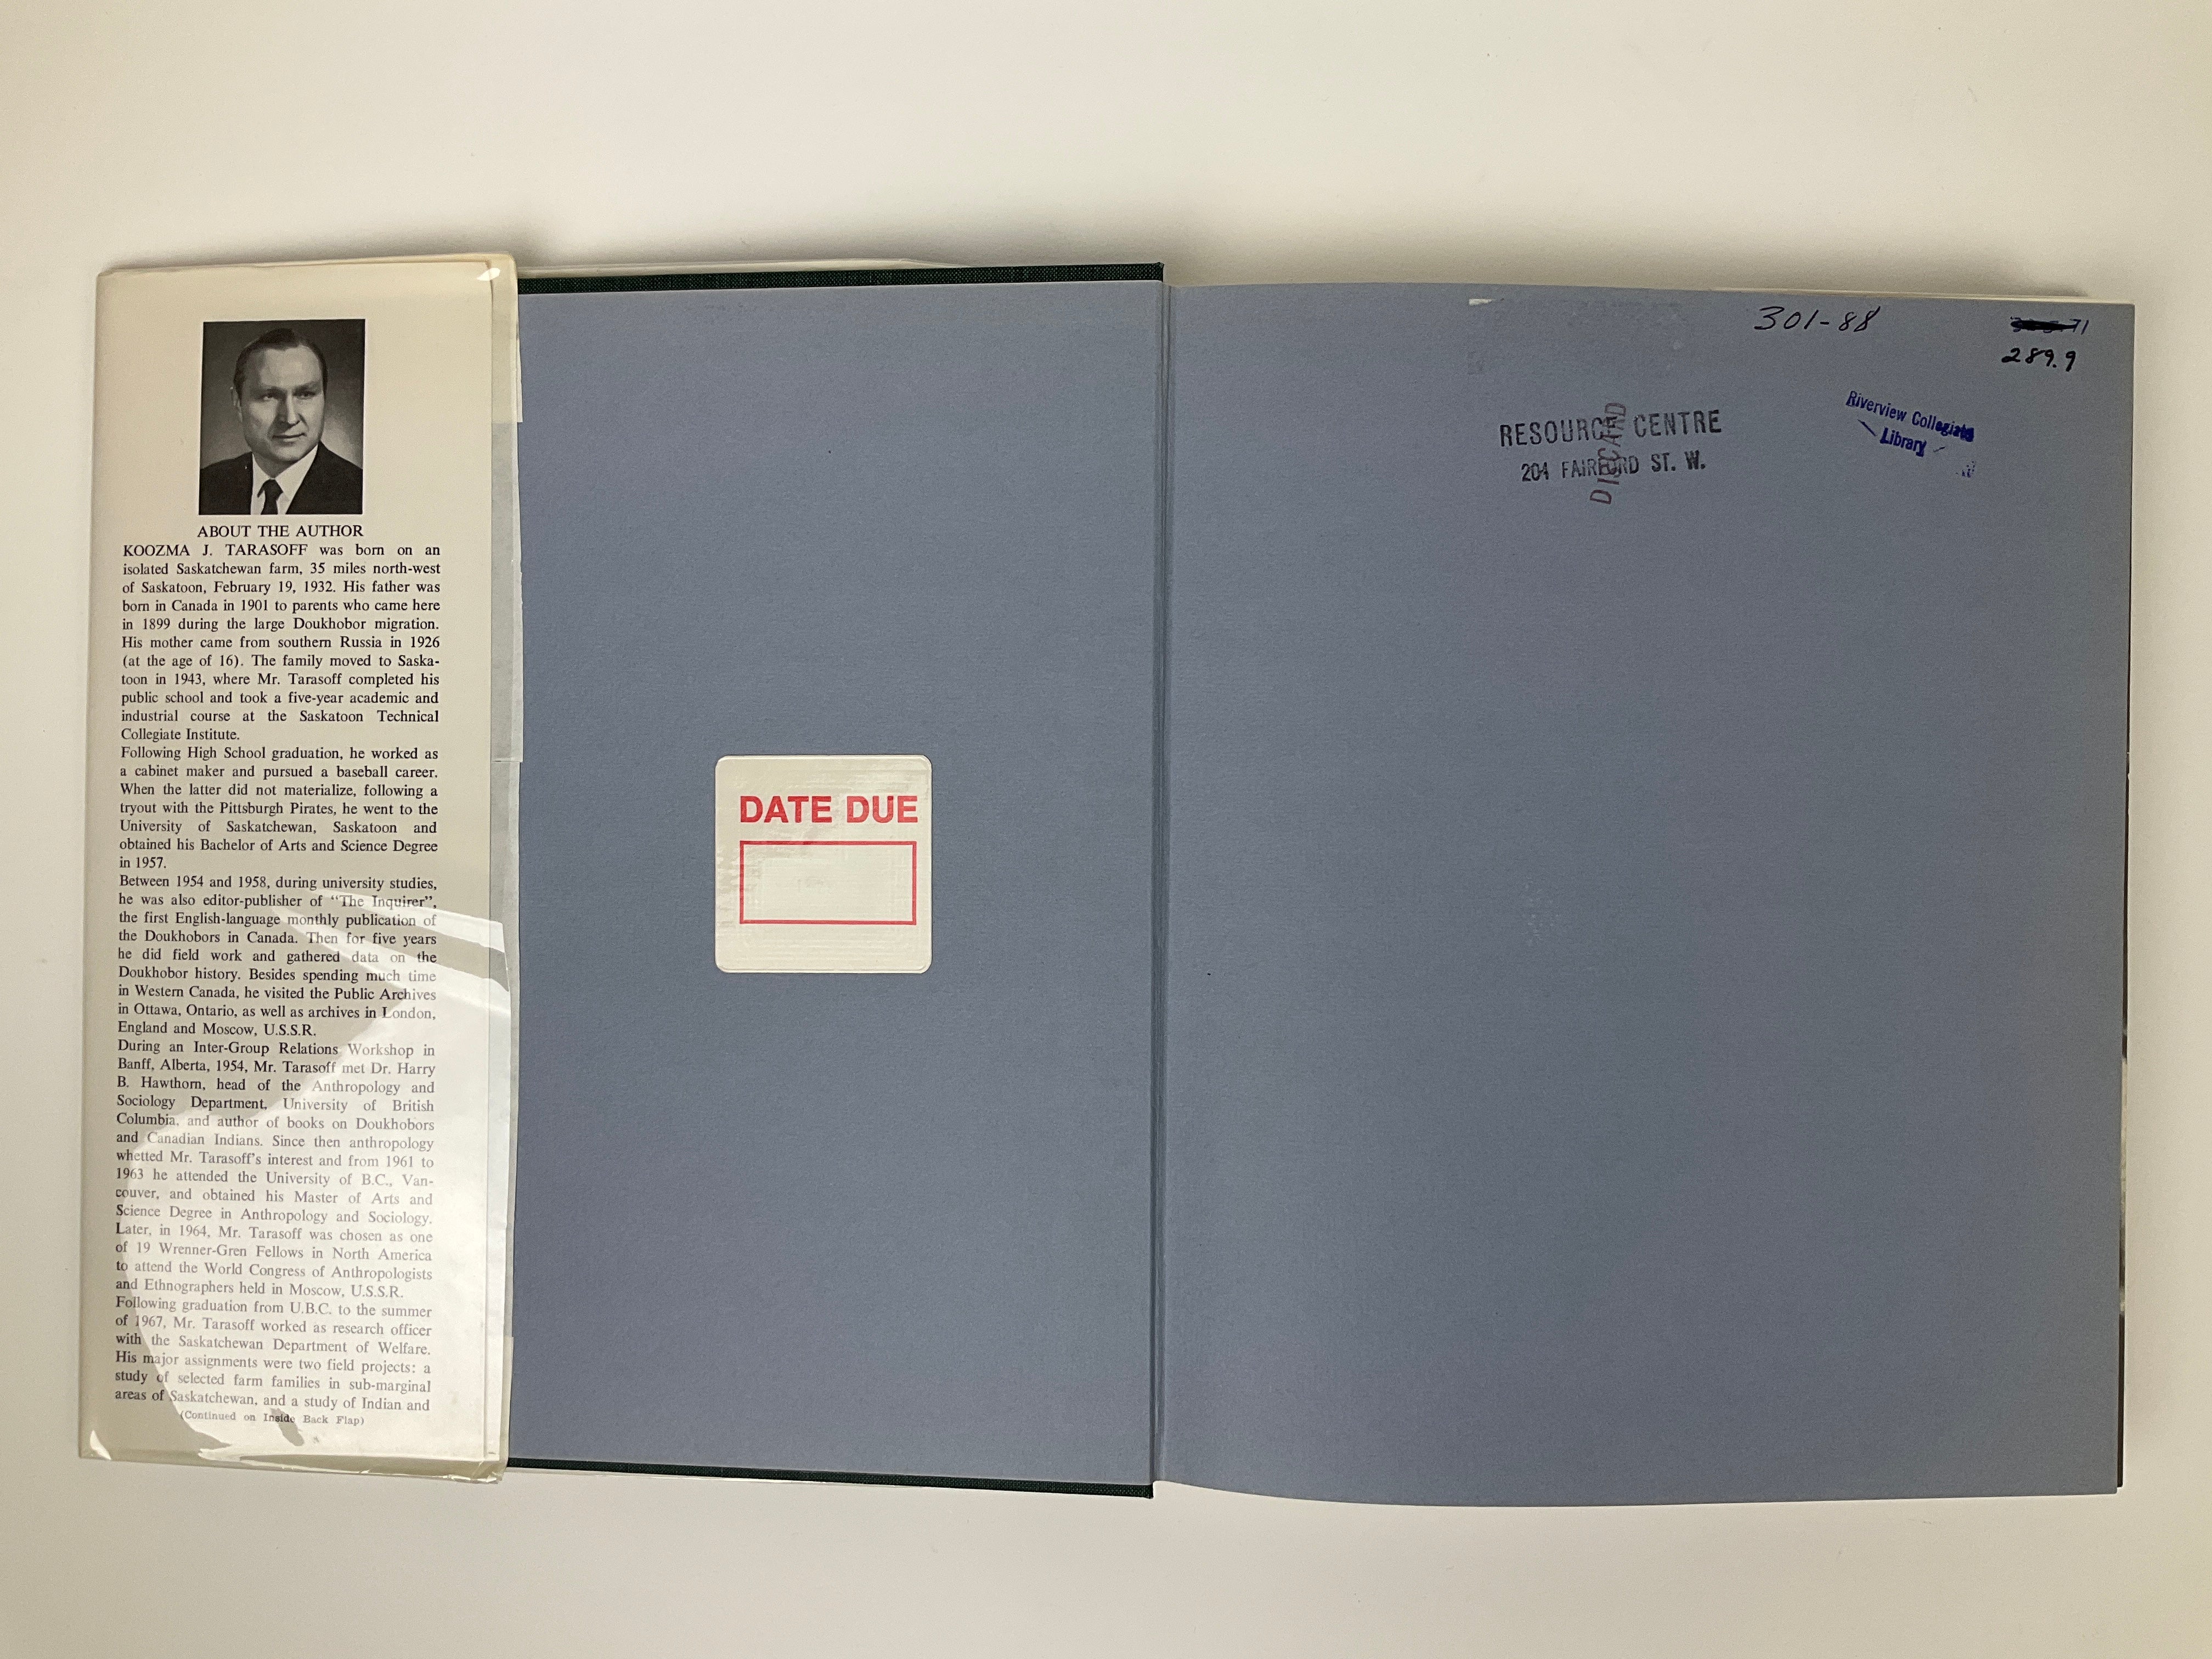 ABOUT THE AUTHOR
KOOZMA J. TARASOFF was born on an
isolated Saskatchewan farm, 35 miles north-west
of Saskatoon, February 19, 1932. His father was
born in Canada in 1901 to parents who came here
in 1899 during the large Doukhobor migration.
His mother came from southern Russia in 1926
(at the age of 16). The family moved to Saska-
toon in 1943, where Mr. Tarasoff completed his
public school and took a five-year academic and
industrial course at the Saskatoon Technical
Collegiate Institute.
Following High School graduation, he worked as
a cabinet maker and pursued a baseball career.
When the latter did not materialize, following a
tryout with the Pittsburgh Pirates, he went to the
University of Saskatchewan, Saskatoon and
obtained his Bachelor of Arts and Science Degree
in 1957.
Between 1954 and 1958, during university studies,
he was also editor-publisher of "The Inquirer",
the first English-language monthly publication of
the Doukhobors in Canada. Then for five years
he did field work and gathered data on the
Doukhobor history. Besides spending much time
in Western Canada, he visited the Public Archives
in Ottawa, Ontario, as well as archives in London,
England and Moscow, U.S.S.R.
During an Inter-Group Relations Workshop in
Banff, Alberta, 1954, Mr. Tarasoff met Dr. Harry
B. Hawthorn, head of the Anthropology and
Sociology Department, University of British
Columbia, and author of books on Doukhobors
and Canadian Indians. Since then anthropology
whetted Mr. Tarasoff's interest and from 1961 to
1963 he attended the University of B.C., Van-
couver, and obtained his Master of Arts and
Science Degree in Anthropology and Sociology.
Later, in 1964, Mr. Tarasoff was chosen as one
of 19 Wrenner-Gren Fellows in North America
to attend the World Congress of Anthropologists
and Ethnographers held in Moscow, U.S.S.R.
Following graduation from U.B.C. to the summer
of 1967, Mr. Tarasoff worked as research officer
with the Saskatchewan Department of Welfare.
His major assignments were two field projects: a
study of selected farm families in sub-marginal
areas of Saskatchewan, and a study of Indian and
(Continued on Inside Back Flap)
DATE DUE
301-88
289.9
RESOURCE CENTRE
204 FAIRFORD ST. W.
DISCARD
Riverview Collegiate
Library